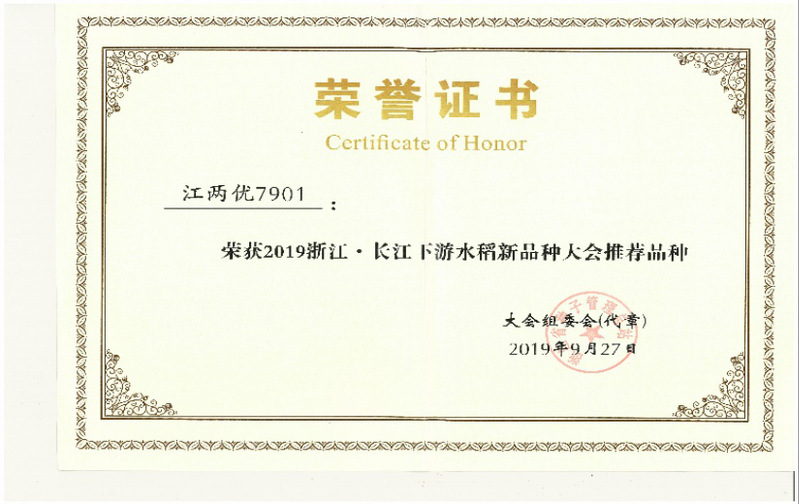 荣誉证书
Certificate of Honor
江两优7901：
荣获2019浙江·长江下游水稻新品种大会推荐品种
大会组委会(代章)
2019年9月27日